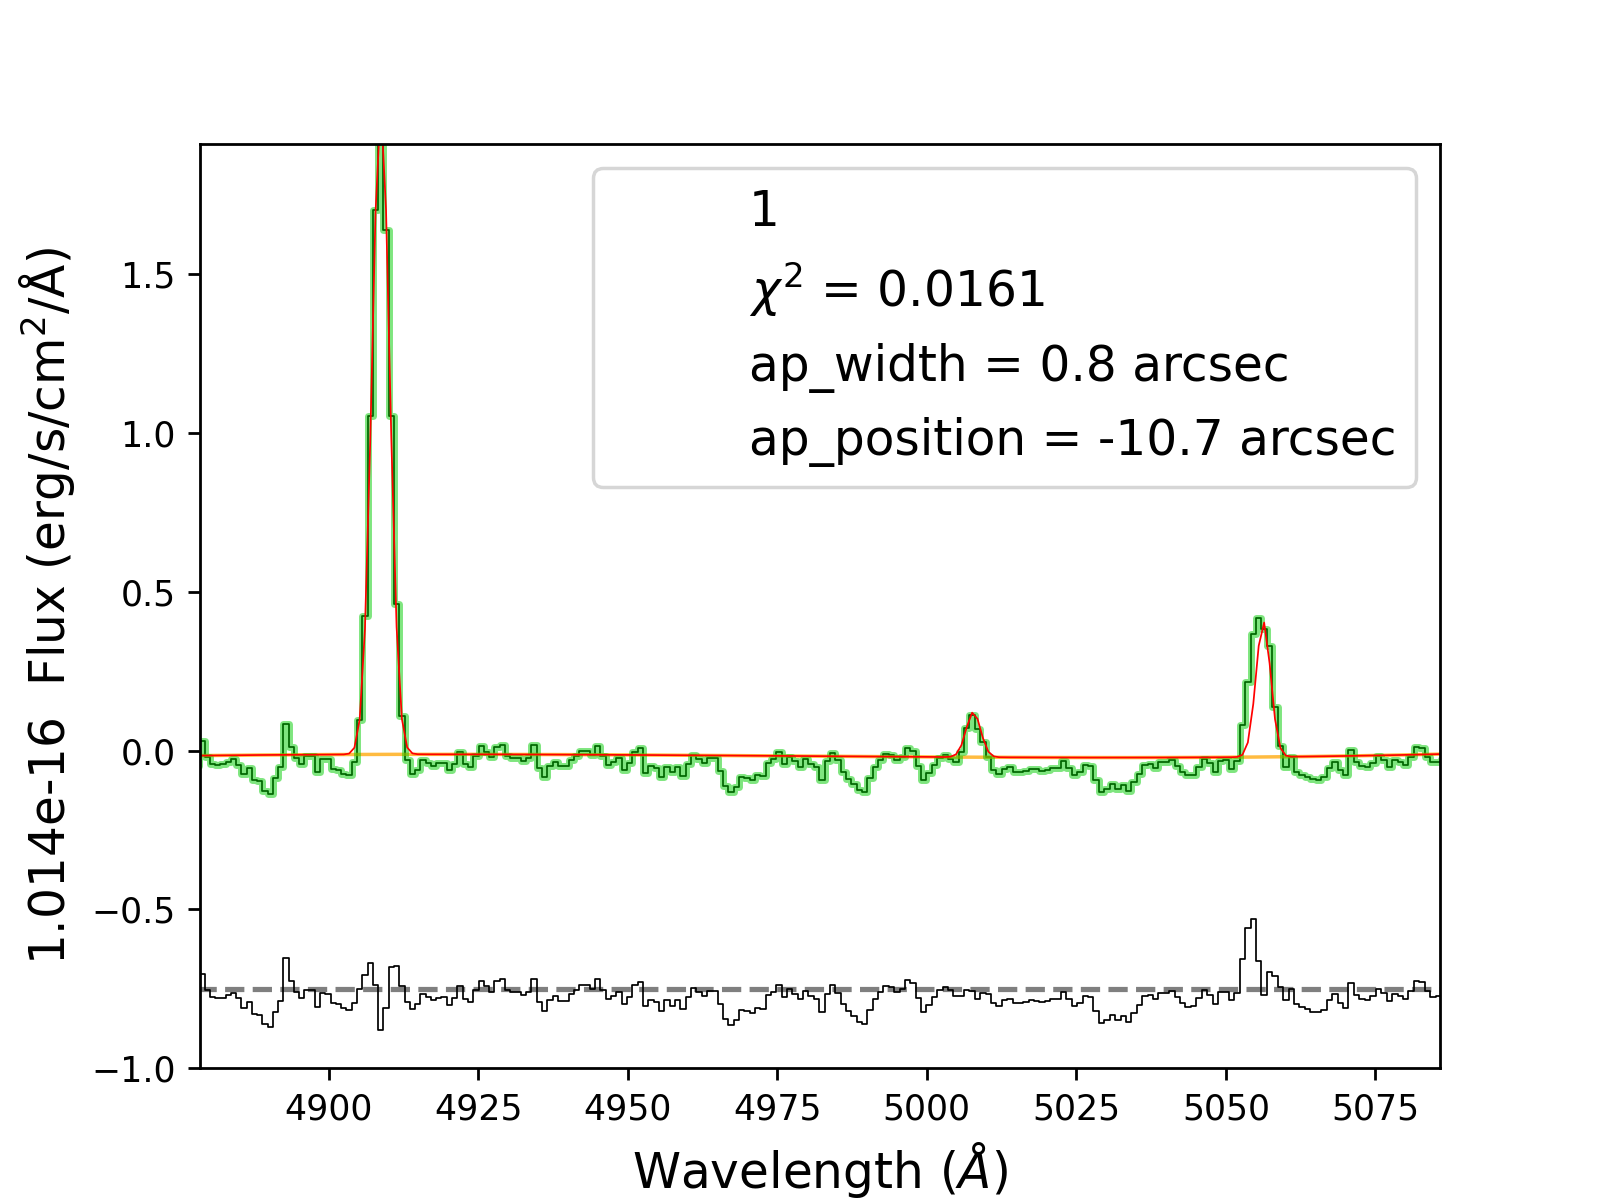 1
χ² = 0.0161
ap_width = 0.8 arcsec
ap_position = -10.7 arcsec
1.014e-16 Flux (erg/s/cm²/Å)
1.5
1.0
0.5
0.0
−0.5
−1.0
4900 4925 4950 4975 5000 5025 5050 5075
Wavelength (Å)